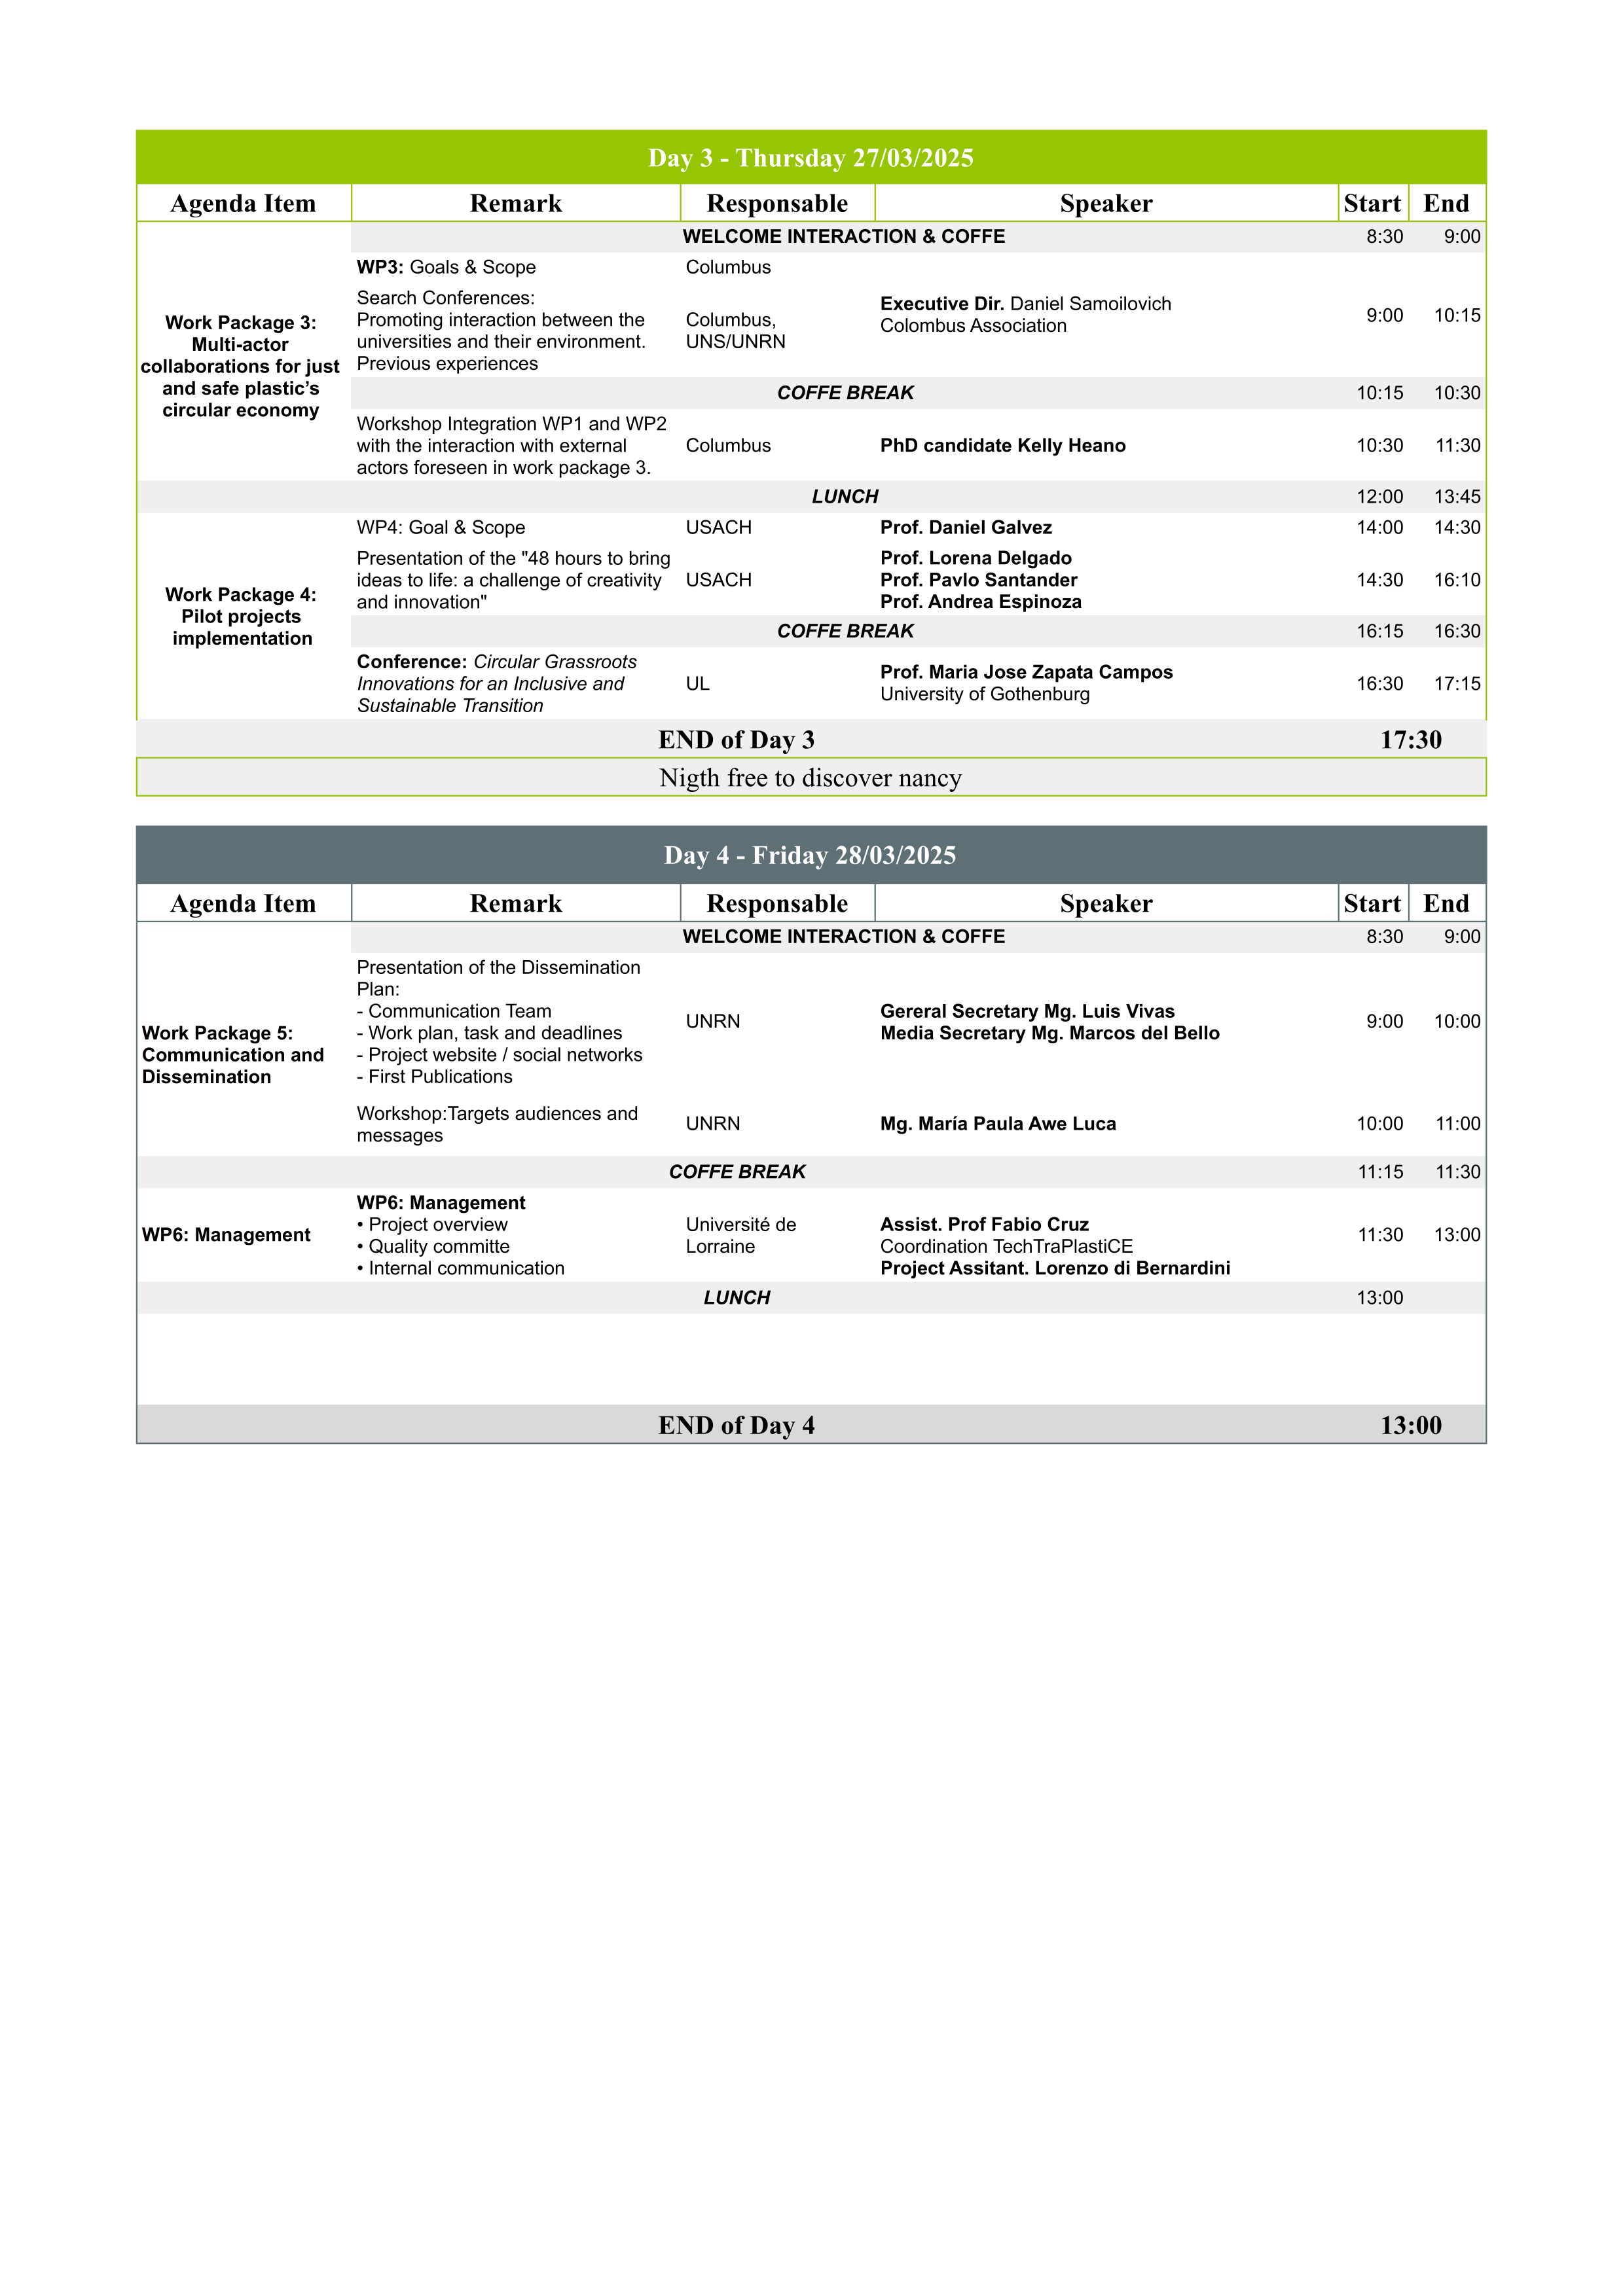 Day 3 - Thursday 27/03/2025
Agenda Item Remark Responsable Speaker Start End
WELCOME INTERACTION & COFFE 8:30 9:00
Work Package 3:
Multi-actor
collaborations for just
and safe plastic’s
circular economy
WP3: Goals & Scope Columbus
Search Conferences:
Promoting interaction between the
universities and their environment.
Previous experiences
Columbus,
UNS/UNRN
Executive Dir. Daniel Samoilovich
Colombus Association
9:00 10:15
COFFE BREAK 10:15 10:30
Workshop Integration WP1 and WP2
with the interaction with external
actors foreseen in work package 3.
Columbus
PhD candidate Kelly Heano
10:30 11:30
LUNCH 12:00 13:45
Work Package 4:
Pilot projects
implementation
WP4: Goal & Scope USACH Prof. Daniel Galvez 14:00 14:30
Presentation of the "48 hours to bring
ideas to life: a challenge of creativity
and innovation"
USACH
Prof. Lorena Delgado
Prof. Pavlo Santander
Prof. Andrea Espinoza
14:30 16:10
COFFE BREAK 16:15 16:30
Conference: Circular Grassroots
Innovations for an Inclusive and
Sustainable Transition
UL
Prof. Maria Jose Zapata Campos
University of Gothenburg
16:30 17:15
END of Day 3 17:30
Nigth free to discover nancy
Day 4 - Friday 28/03/2025
Agenda Item Remark Responsable Speaker Start End
WELCOME INTERACTION & COFFE 8:30 9:00
Work Package 5:
Communication and
Dissemination
Presentation of the Dissemination
Plan:
- Communication Team
- Work plan, task and deadlines
- Project website / social networks
- First Publications
UNRN
Gereral Secretary Mg. Luis Vivas
Media Secretary Mg. Marcos del Bello
9:00 10:00
Workshop:Targets audiences and
messages
UNRN
Mg. María Paula Awe Luca
10:00 11:00
COFFE BREAK 11:15 11:30
WP6: Management
WP6: Management
• Project overview
• Quality committe
• Internal communication
Université de
Lorraine
Assist. Prof Fabio Cruz
Coordination TechTraPlastiCE
Project Assitant. Lorenzo di Bernardini
11:30 13:00
LUNCH 13:00
END of Day 4 13:00